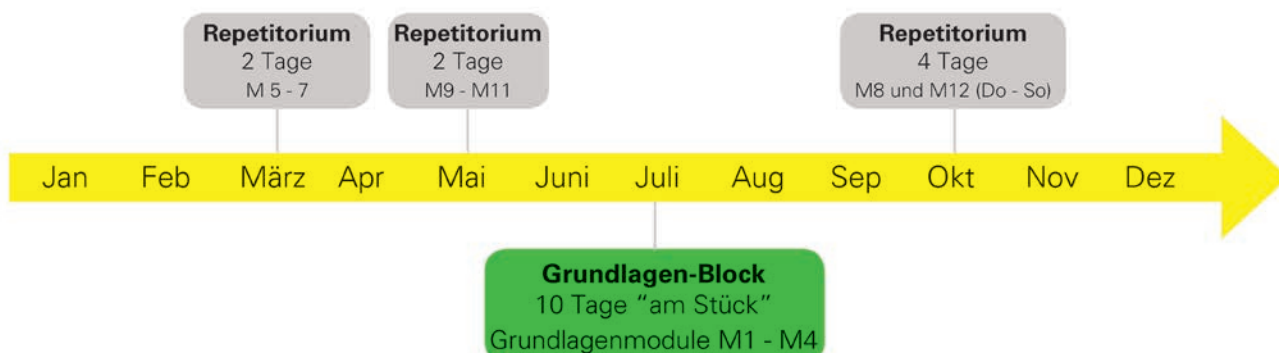 Repetitorium
2 Tage
M 5 - 7
Repetitorium
2 Tage
M9 - M11
Repetitorium
4 Tage
M8 und M12 (Do - So)
Jan Feb März Apr Mai Juni Juli Aug Sep Okt Nov Dez
Grundlagen-Block
10 Tage “am Stück”
Grundlagenmodule M1 - M4